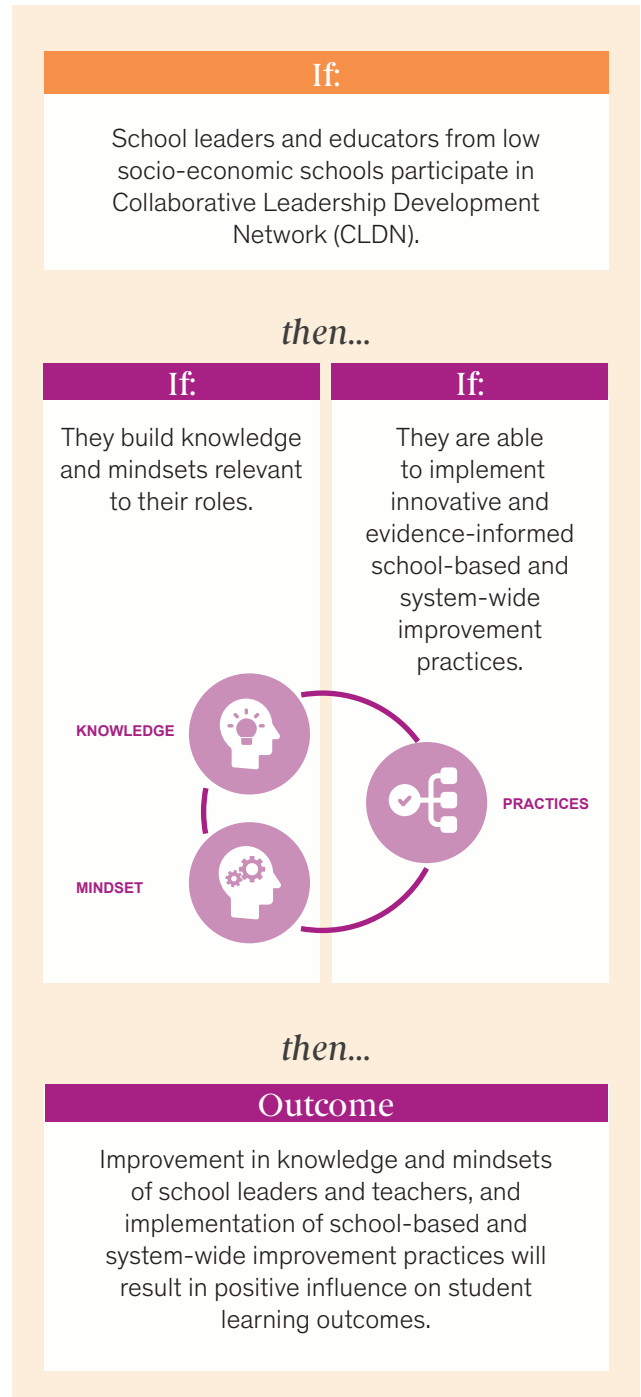 If:
School leaders and educators from low
socio-economic schools participate in
Collaborative Leadership Development
Network (CLDN).
then...
If:
They build knowledge
and mindsets relevant
to their roles.
If:
They are able
to implement
innovative and
evidence-informed
school-based and
system-wide
improvement
practices.
KNOWLEDGE
MINDSET
PRACTICES
then...
Outcome
Improvement in knowledge and mindsets
of school leaders and teachers, and
implementation of school-based and
system-wide improvement practices will
result in positive influence on student
learning outcomes.